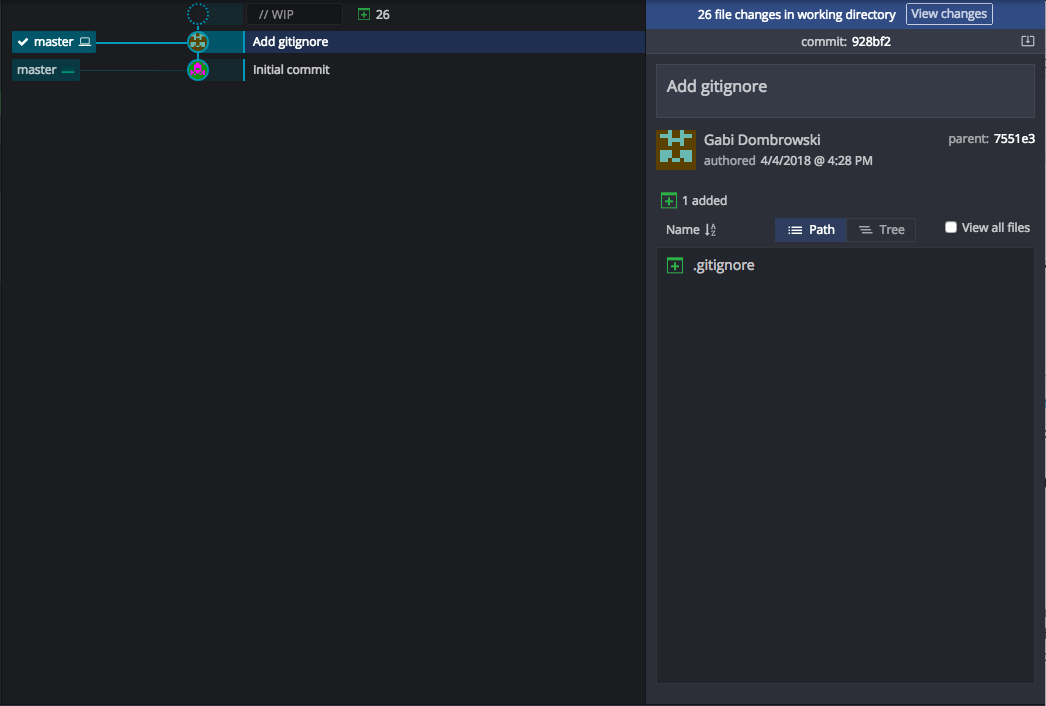 // WIP 26
master Add gitignore
master Initial commit
26 file changes in working directory View changes
commit: 928bf2
Add gitignore
Gabi Dombrowski parent: 7551e3
authored 4/4/2018 @ 4:28 PM
1 added
Name Path Tree View all files
.gitignore